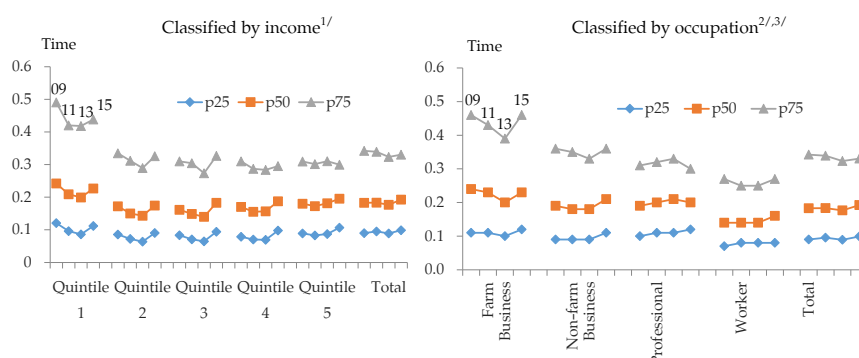 Classified by income1/
Time
0.6
0.5
0.4
0.3
0.2
0.1
0
09
11
13
15
p25
p50
p75
Quintile 1
Quintile 2
Quintile 3
Quintile 4
Quintile 5
Total
Classified by occupation2/,3/
Time
0.6
0.5
0.4
0.3
0.2
0.1
0.0
09
11
13
15
p25
p50
p75
Farm Business
Non-farm Business
Professional
Worker
Total